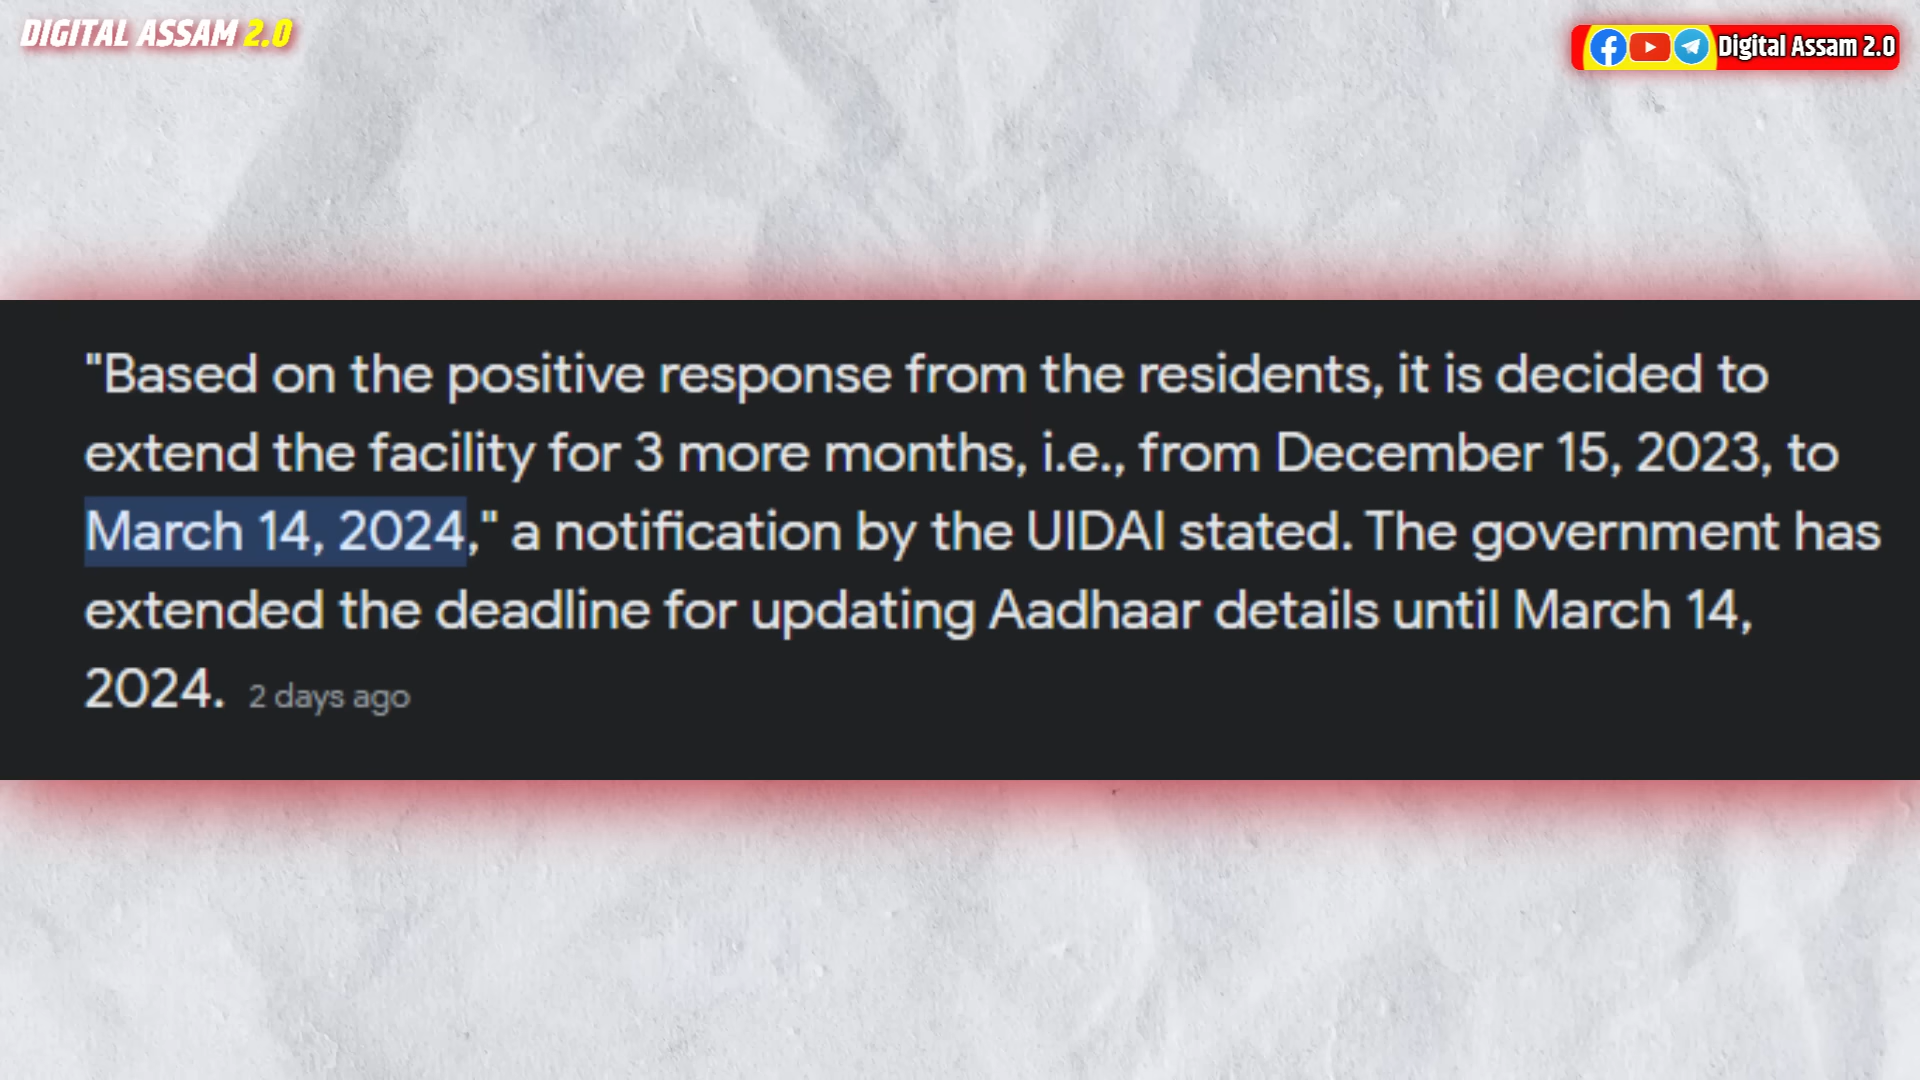 DIGITAL ASSAM 2.0
Digital Assam 2.0
"Based on the positive response from the residents, it is decided to
extend the facility for 3 more months, i.e., from December 15, 2023, to
March 14, 2024," a notification by the UIDAI stated. The government has
extended the deadline for updating Aadhaar details until March 14,
2024. 2 days ago